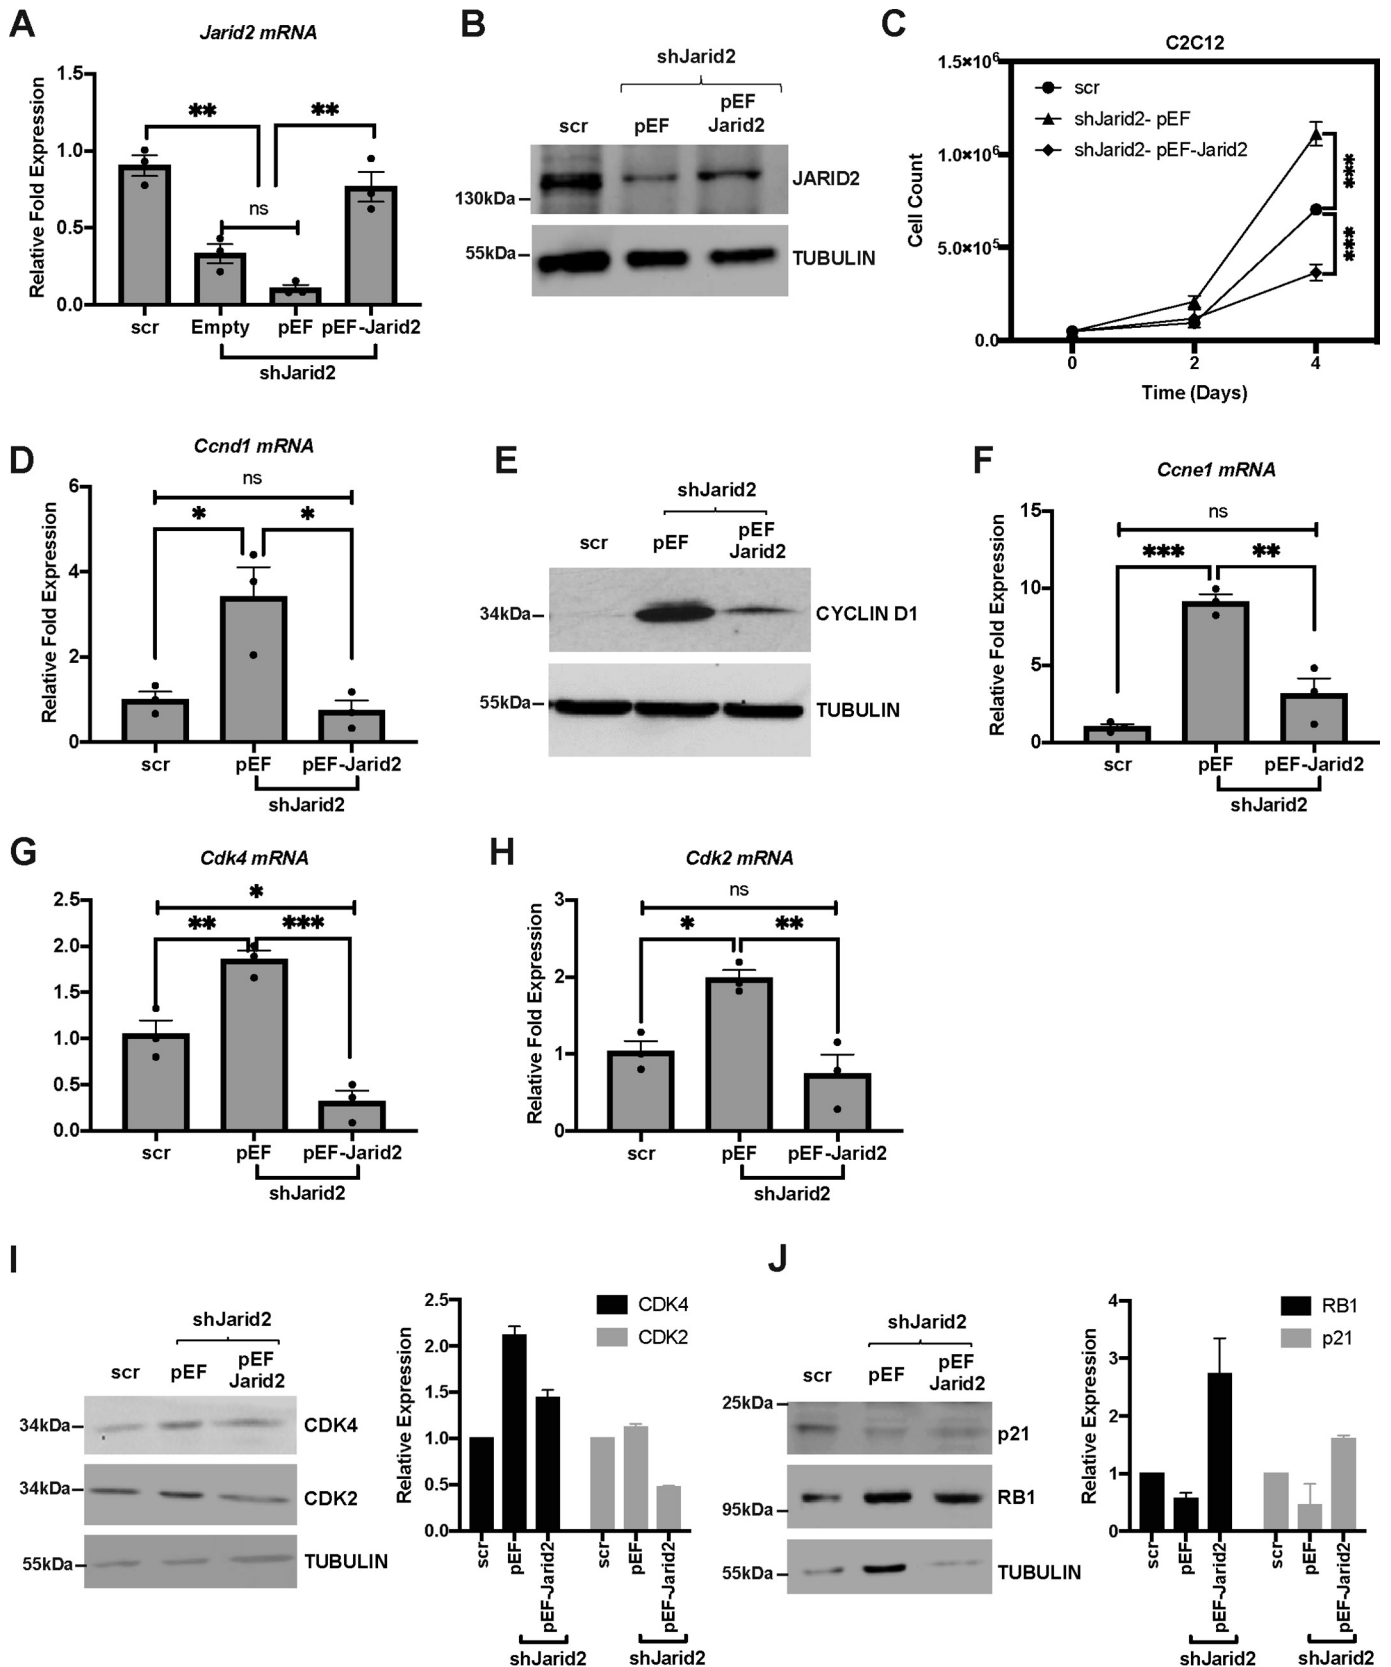 A
Jarid2 mRNA
Relative Fold Expression
1.5
1.0
0.5
0.0
**
**
ns
scr
Empty
pEF
pEF-Jarid2
shJarid2
B
shJarid2
scr
pEF
pEF
Jarid2
JARID2
130kDa
55kDa
TUBULIN
C
C2C12
Cell Count
1.5×10⁶
1.0×10⁶
5.0×10⁵
0.0
scr
shJarid2- pEF
shJarid2- pEF-Jarid2
***
***
0
2
4
Time (Days)
D
Ccnd1 mRNA
Relative Fold Expression
6
4
2
0
ns
*
*
scr
pEF
pEF-Jarid2
shJarid2
E
shJarid2
scr
pEF
pEF
Jarid2
34kDa
CYCLIN D1
55kDa
TUBULIN
F
Ccne1 mRNA
Relative Fold Expression
15
10
5
0
ns
***
**
scr
pEF
pEF-Jarid2
shJarid2
G
Cdk4 mRNA
Relative Fold Expression
2.5
2.0
1.5
1.0
0.5
0.0
*
**
***
scr
pEF
pEF-Jarid2
shJarid2
H
Cdk2 mRNA
Relative Fold Expression
3
2
1
0
ns
*
**
scr
pEF
pEF-Jarid2
shJarid2
I
shJarid2
scr
pEF
pEF
Jarid2
34kDa
CDK4
34kDa
CDK2
55kDa
TUBULIN
Relative Expression
2.5
2.0
1.5
1.0
0.5
0.0
CDK4
CDK2
scr
pEF
pEF-Jarid2
scr
pEF
pEF-Jarid2
shJarid2
shJarid2
J
shJarid2
scr
pEF
pEF
Jarid2
25kDa
p21
RB1
95kDa
55kDa
TUBULIN
Relative Expression
4
3
2
1
0
RB1
p21
scr
pEF
pEF-Jarid2
scr
pEF
pEF-Jarid2
shJarid2
shJarid2